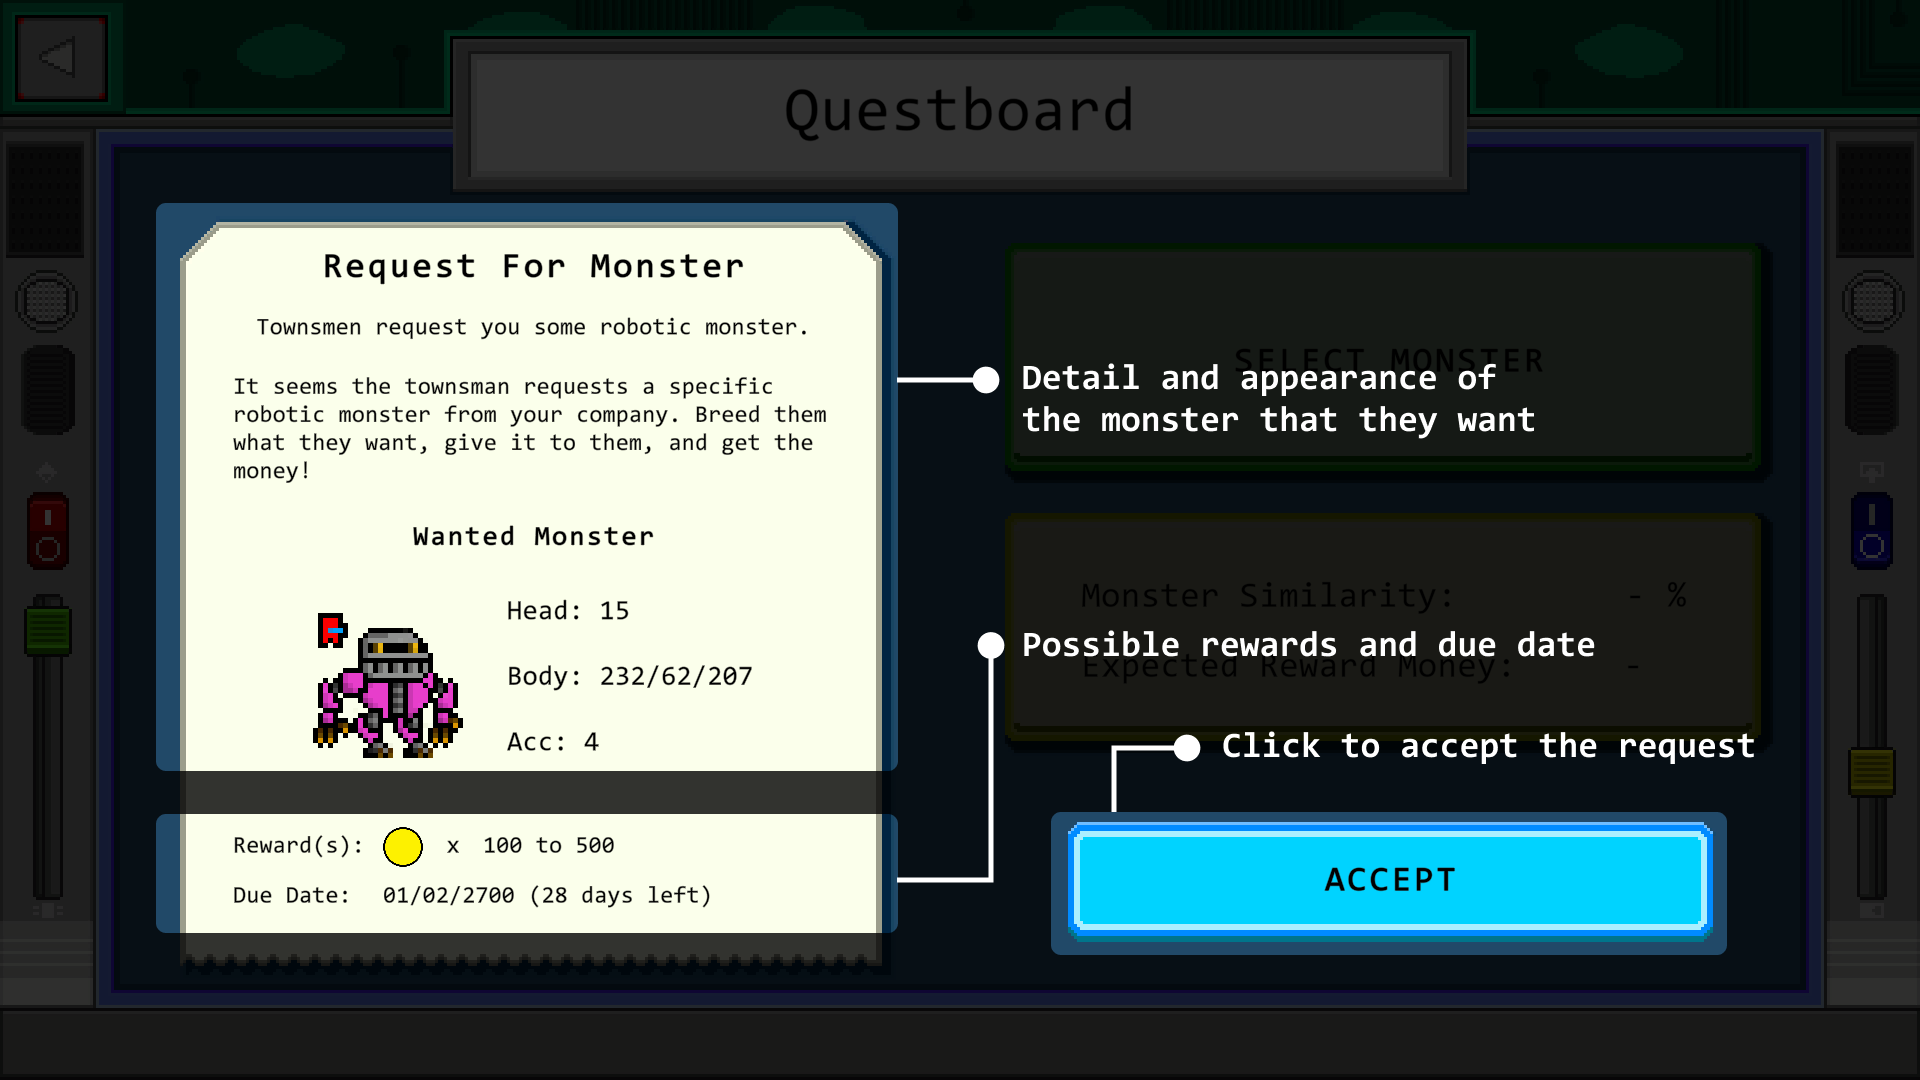 Questboard
Request For Monster
Townsmen request you some robotic monster.
It seems the townsman requests a specific
robotic monster from your company. Breed them
what they want, give it to them, and get the
money!
Wanted Monster
Head: 15
Body: 232/62/207
Acc: 4
Reward(s): x 100 to 500
Due Date: 01/02/2700 (28 days left)
SELECT MONSTER
Detail and appearance of
the monster that they want
Monster Similarity: - %
Possible rewards and due date
Expected Reward Money: -
Click to accept the request
ACCEPT